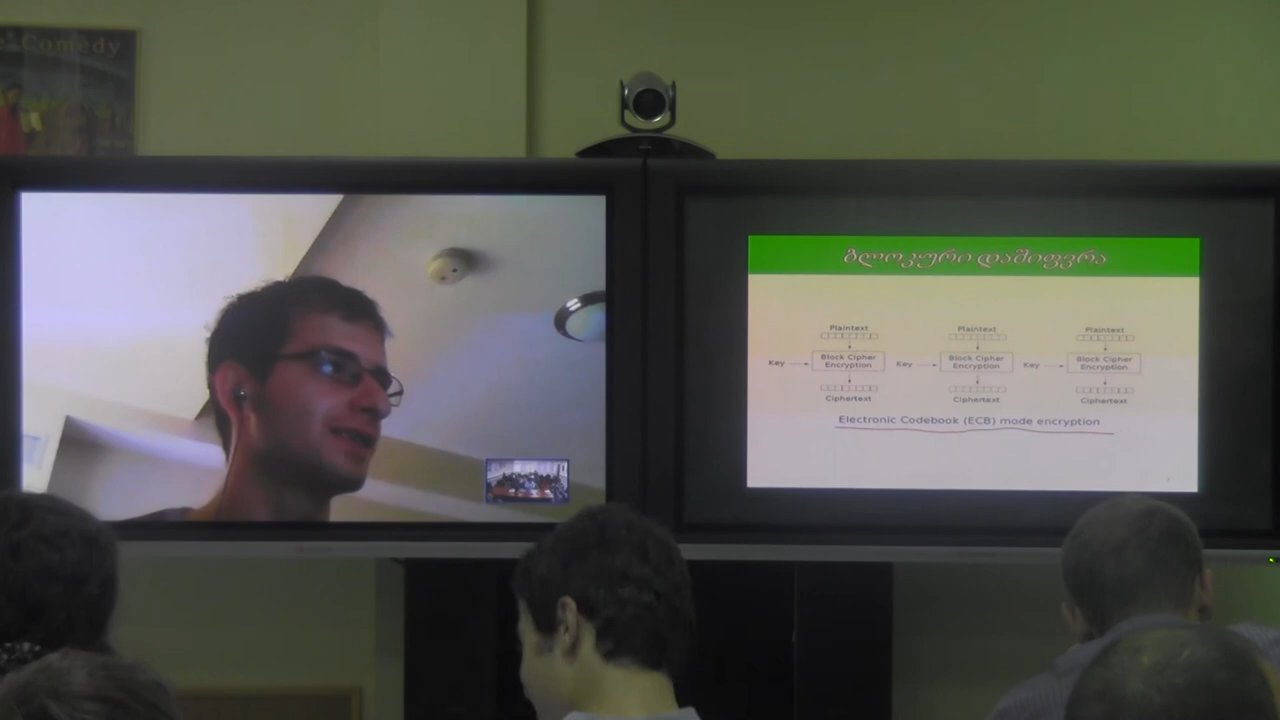 Comedy
ბლოკური დაშიფვრა
Plaintext Plaintext Plaintext
Key Block Cipher Encryption Key Block Cipher Encryption Key Block Cipher Encryption
Ciphertext Ciphertext Ciphertext
Electronic Codebook (ECB) mode encryption